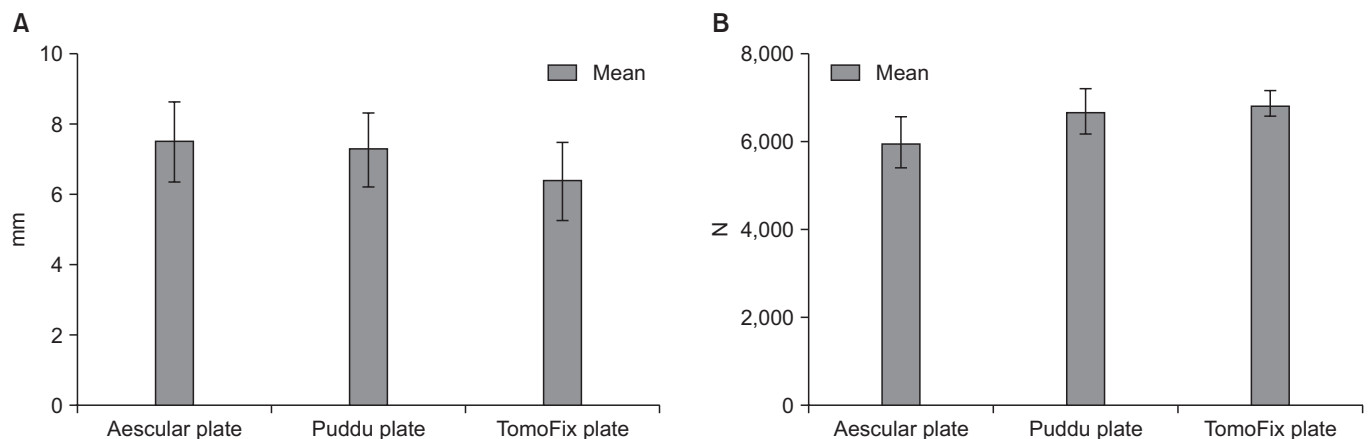 A
10
8
6
4
2
0
mm
Mean
Aescular plate Puddu plate TomoFix plate
B
8,000
6,000
4,000
2,000
0
N
Mean
Aescular plate Puddu plate TomoFix plate